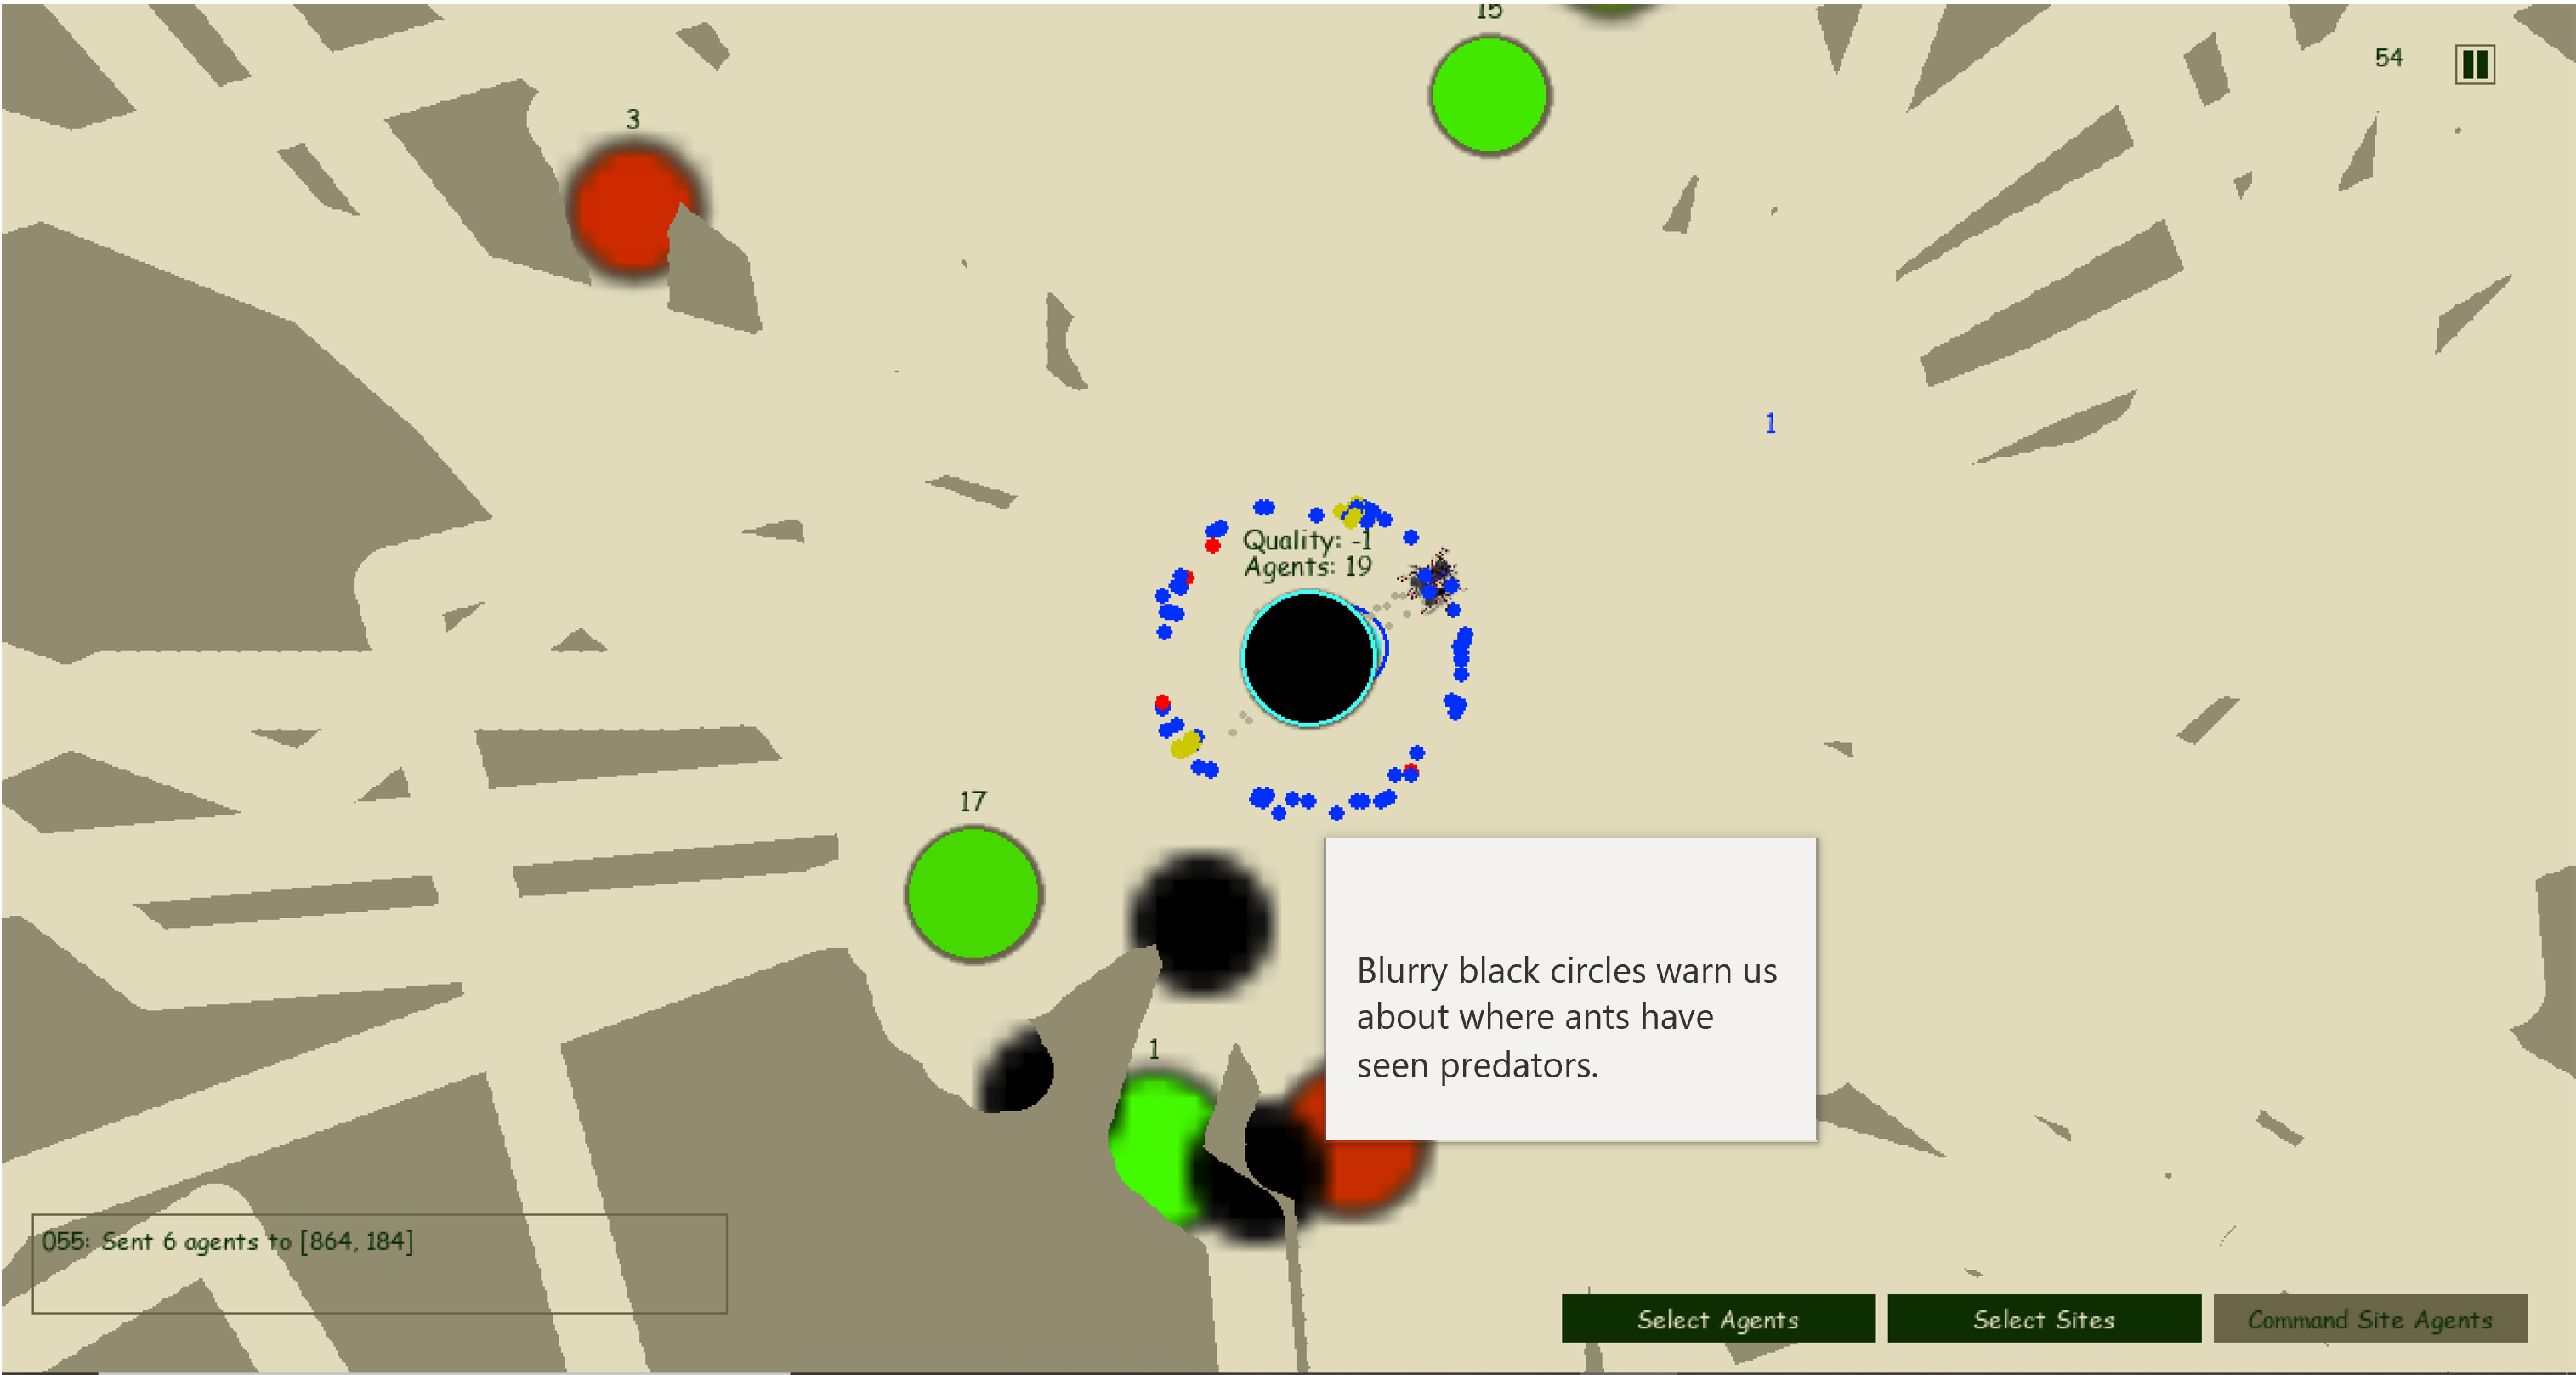 15
54
3
1
Quality: -1
Agents: 19
17
Blurry black circles warn us
about where ants have
seen predators.
1
055: Sent 6 agents to [864, 184]
Select Agents
Select Sites
Command Site Agents